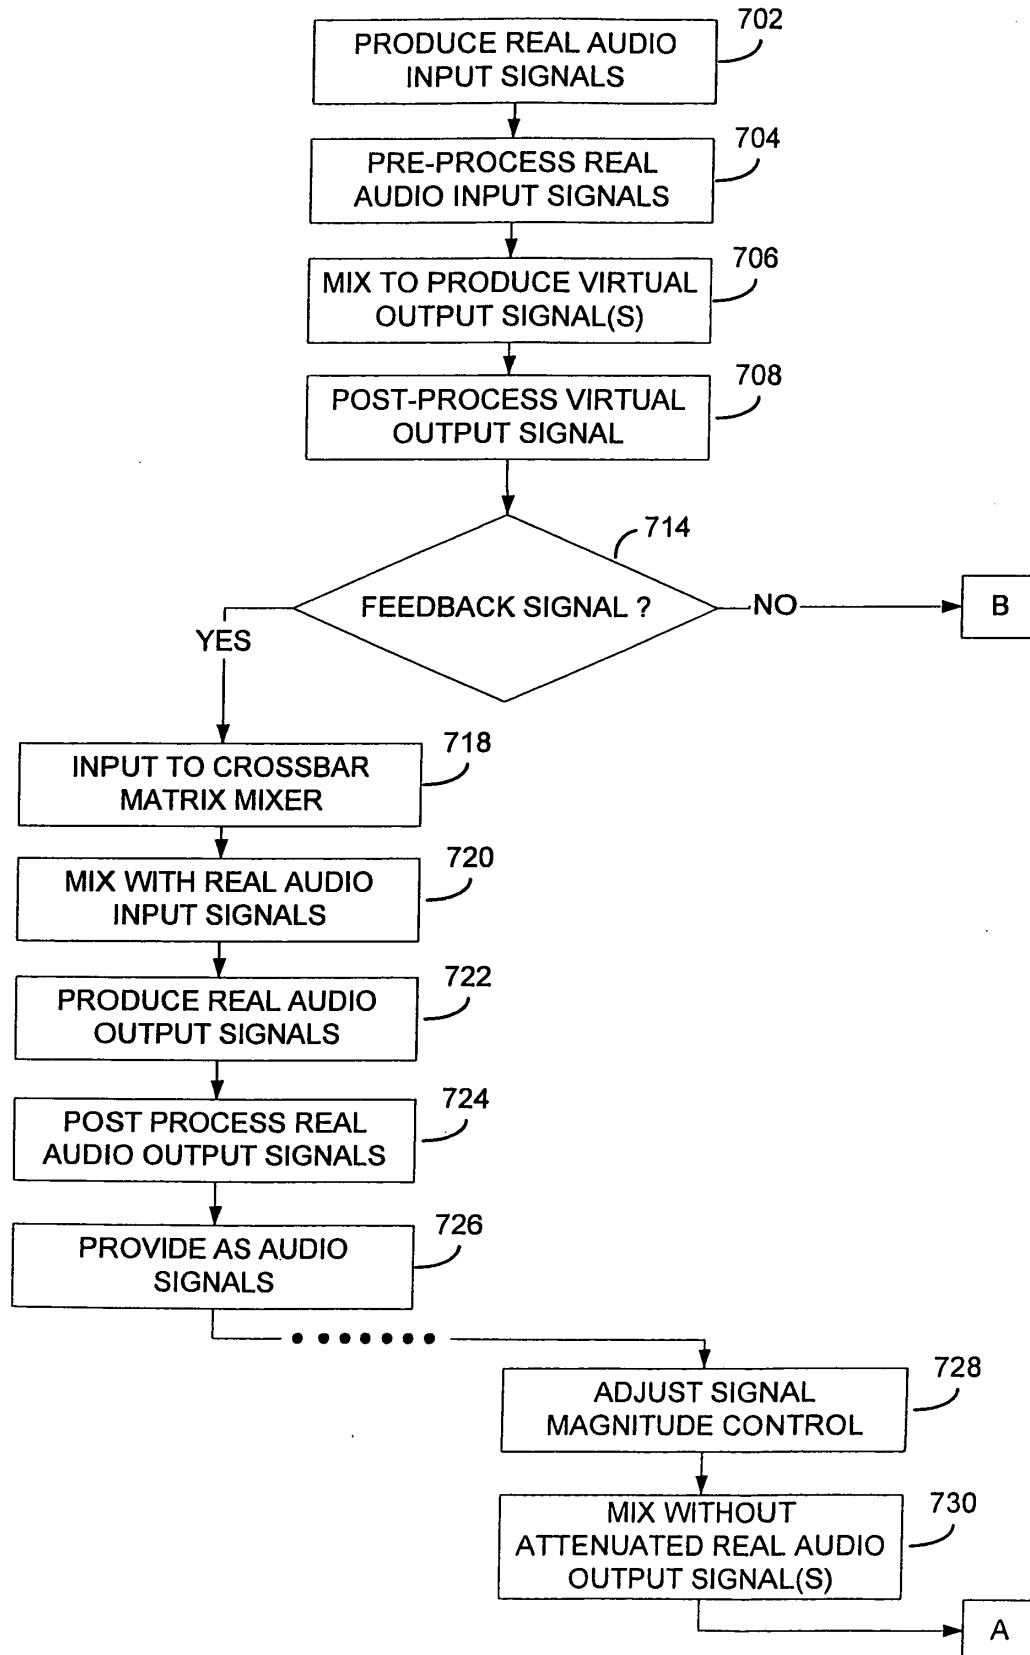 702
PRODUCE REAL AUDIO
INPUT SIGNALS
704
PRE-PROCESS REAL
AUDIO INPUT SIGNALS
706
MIX TO PRODUCE VIRTUAL
OUTPUT SIGNAL(S)
708
POST-PROCESS VIRTUAL
OUTPUT SIGNAL
714
FEEDBACK SIGNAL ?
NO
B
YES
718
INPUT TO CROSSBAR
MATRIX MIXER
720
MIX WITH REAL AUDIO
INPUT SIGNALS
722
PRODUCE REAL AUDIO
OUTPUT SIGNALS
724
POST PROCESS REAL
AUDIO OUTPUT SIGNALS
726
PROVIDE AS AUDIO
SIGNALS
728
ADJUST SIGNAL
MAGNITUDE CONTROL
730
MIX WITHOUT
ATTENUATED REAL AUDIO
OUTPUT SIGNAL(S)
A